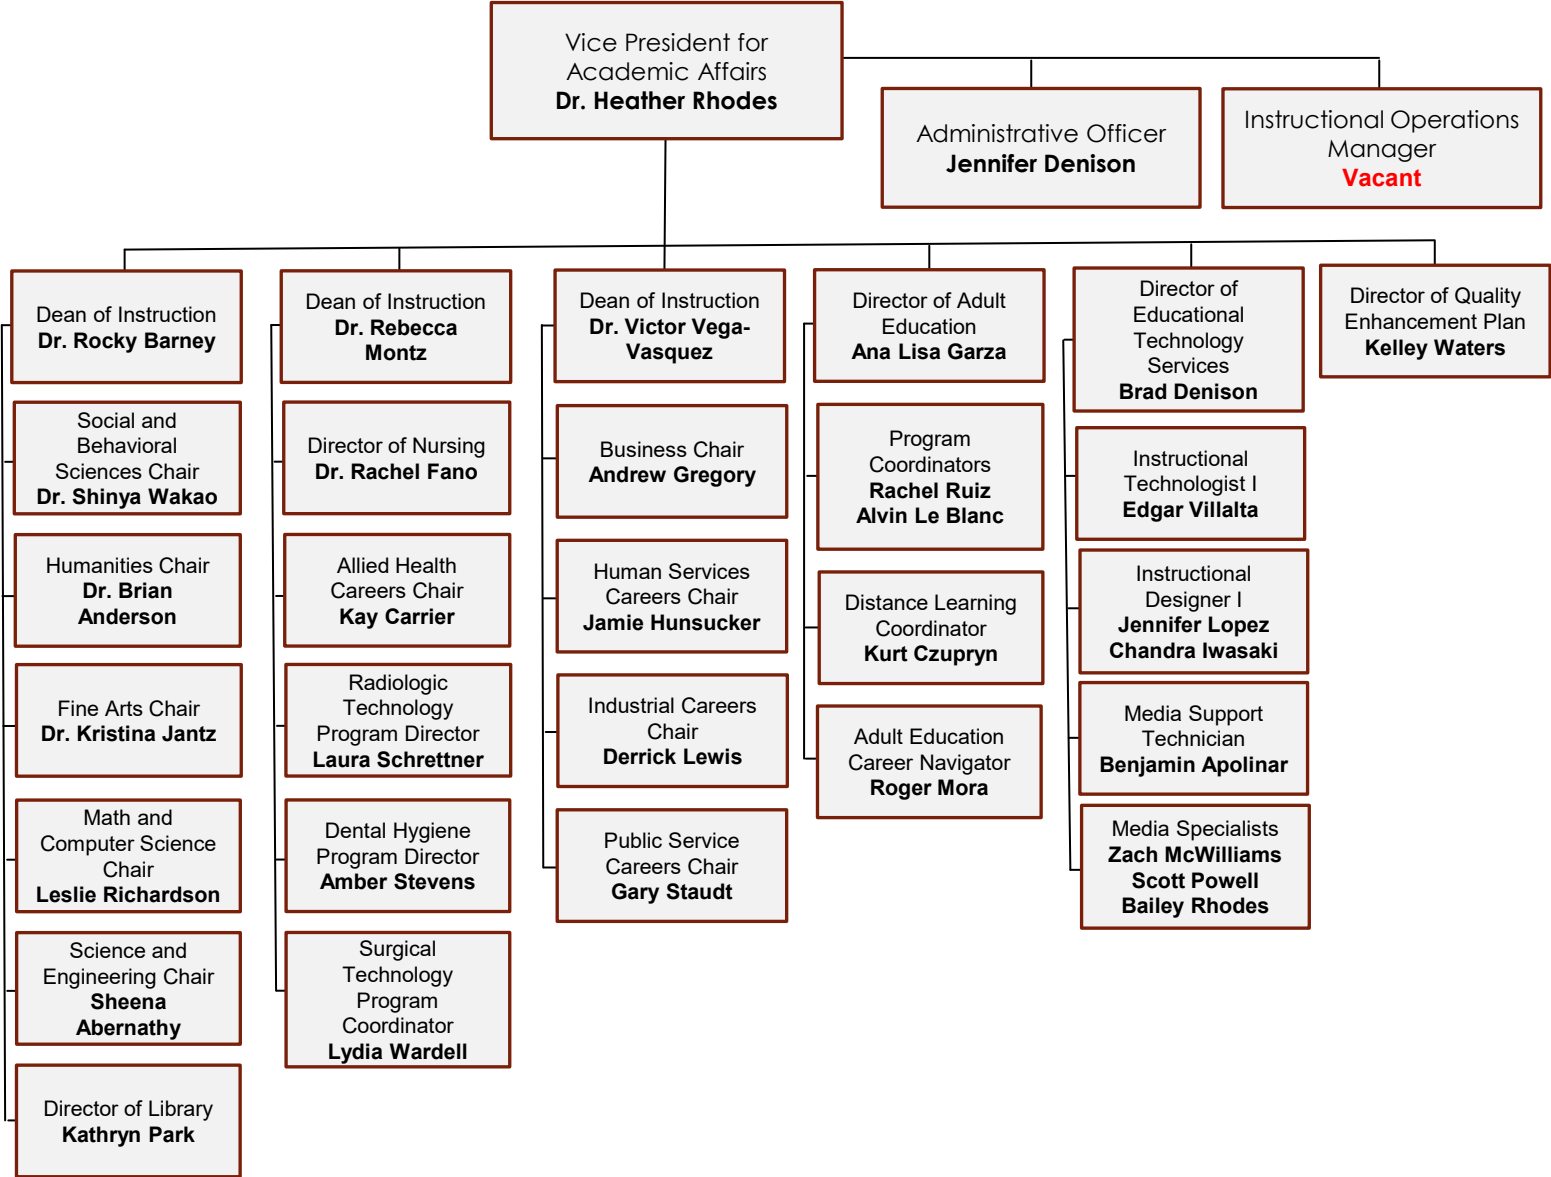 Vice President for
Academic Affairs
Dr. Heather Rhodes
Administrative Officer
Jennifer Denison
Instructional Operations
Manager
Vacant
Dean of Instruction
Dr. Rocky Barney
Social and
Behavioral
Sciences Chair
Dr. Shinya Wakao
Humanities Chair
Dr. Brian
Anderson
Fine Arts Chair
Dr. Kristina Jantz
Math and
Computer Science
Chair
Leslie Richardson
Science and
Engineering Chair
Sheena
Abernathy
Director of Library
Kathryn Park
Dean of Instruction
Dr. Rebecca
Montz
Director of Nursing
Dr. Rachel Fano
Allied Health
Careers Chair
Kay Carrier
Radiologic
Technology
Program Director
Laura Schrettner
Dental Hygiene
Program Director
Amber Stevens
Surgical
Technology
Program
Coordinator
Lydia Wardell
Dean of Instruction
Dr. Victor Vega-
Vasquez
Business Chair
Andrew Gregory
Human Services
Careers Chair
Jamie Hunsucker
Industrial Careers
Chair
Derrick Lewis
Public Service
Careers Chair
Gary Staudt
Director of Adult
Education
Ana Lisa Garza
Program
Coordinators
Rachel Ruiz
Alvin Le Blanc
Distance Learning
Coordinator
Kurt Czupryn
Adult Education
Career Navigator
Roger Mora
Director of
Educational
Technology
Services
Brad Denison
Instructional
Technologist I
Edgar Villalta
Instructional
Designer I
Jennifer Lopez
Chandra Iwasaki
Media Support
Technician
Benjamin Apolinar
Media Specialists
Zach McWilliams
Scott Powell
Bailey Rhodes
Director of Quality
Enhancement Plan
Kelley Waters